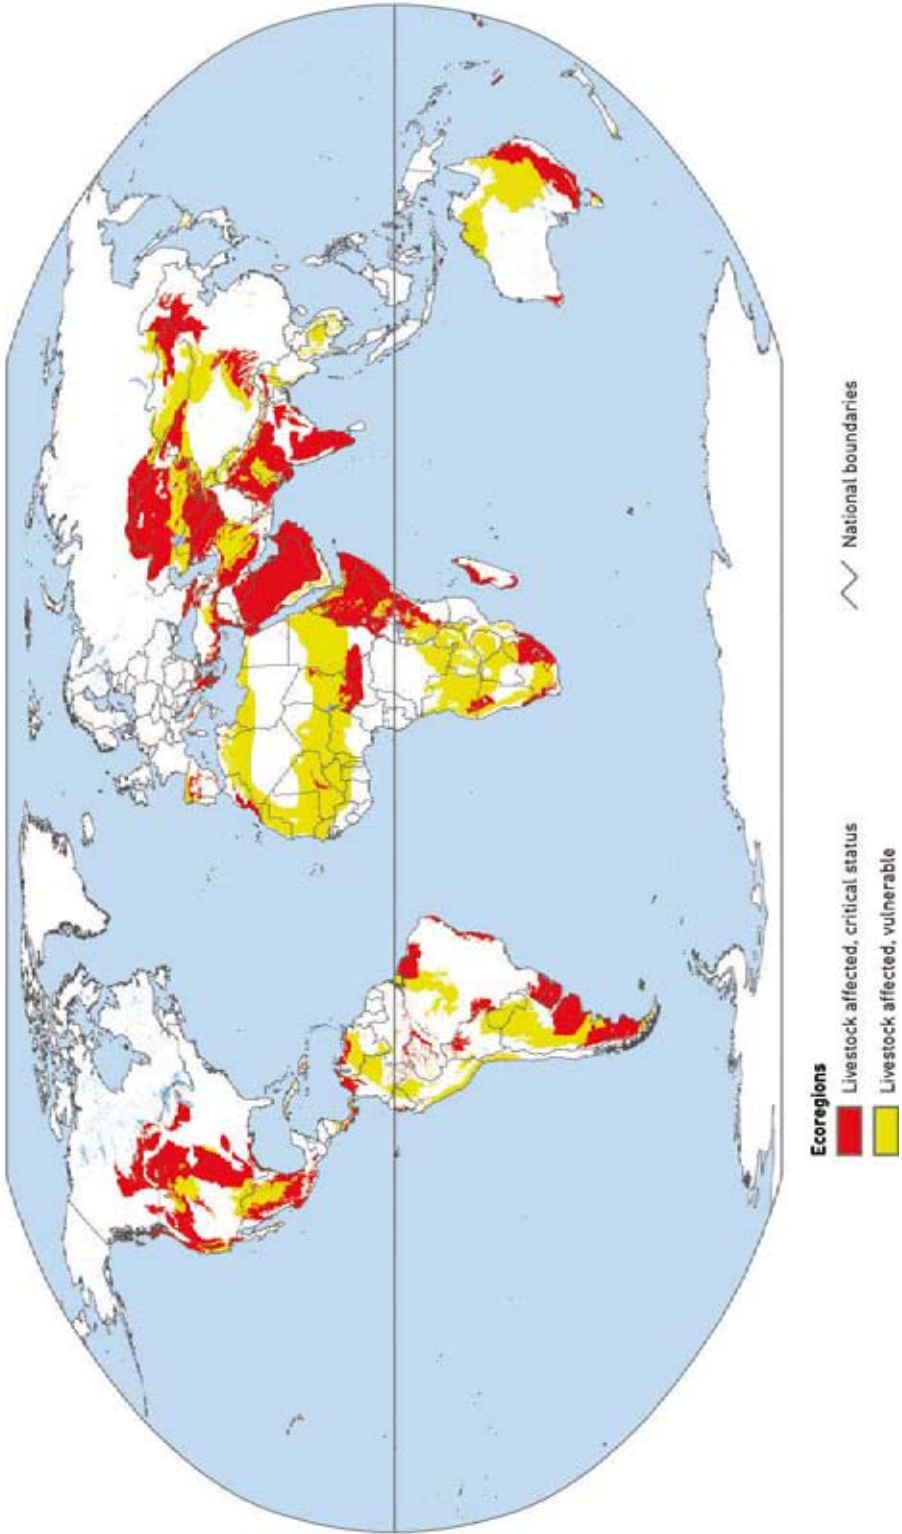 Ecoregions
Livestock affected, critical status
Livestock affected, vulnerable
National boundaries